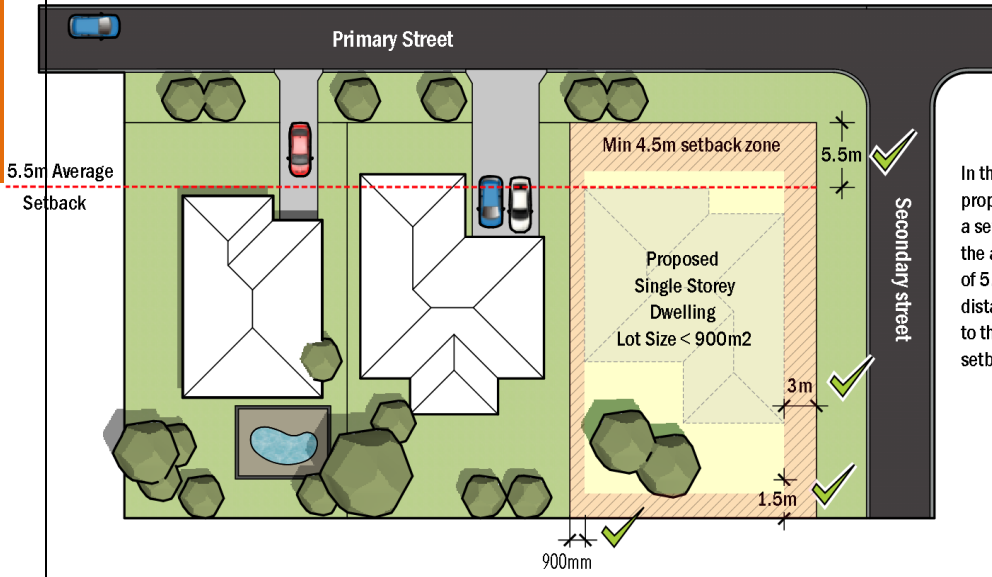 Primary Street
Min 4.5m setback zone
5.5m
5.5m Average
Setback
Secondary street
Proposed
Single Storey
Dwelling
Lot Size < 900m2
3m
1.5m
900mm
In th
prop
a se
the a
of 5
dista
to th
setb